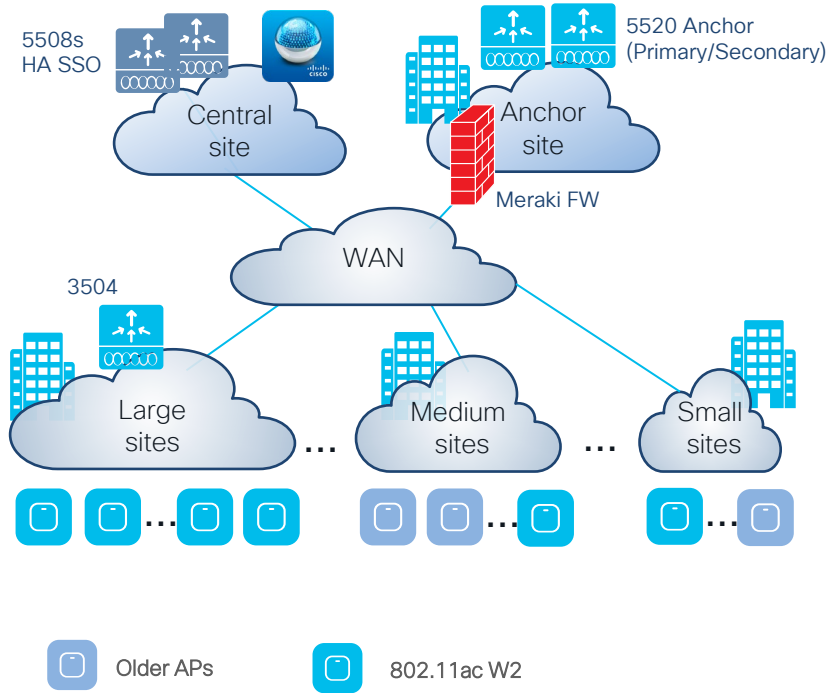 5508s
HA SSO
CISCO
Central
site
5520 Anchor
(Primary/Secondary)
Anchor
site
Meraki FW
WAN
3504
Large
sites
...
Medium
sites
...
Small
sites
...
...
...
Older APs
802.11ac W2